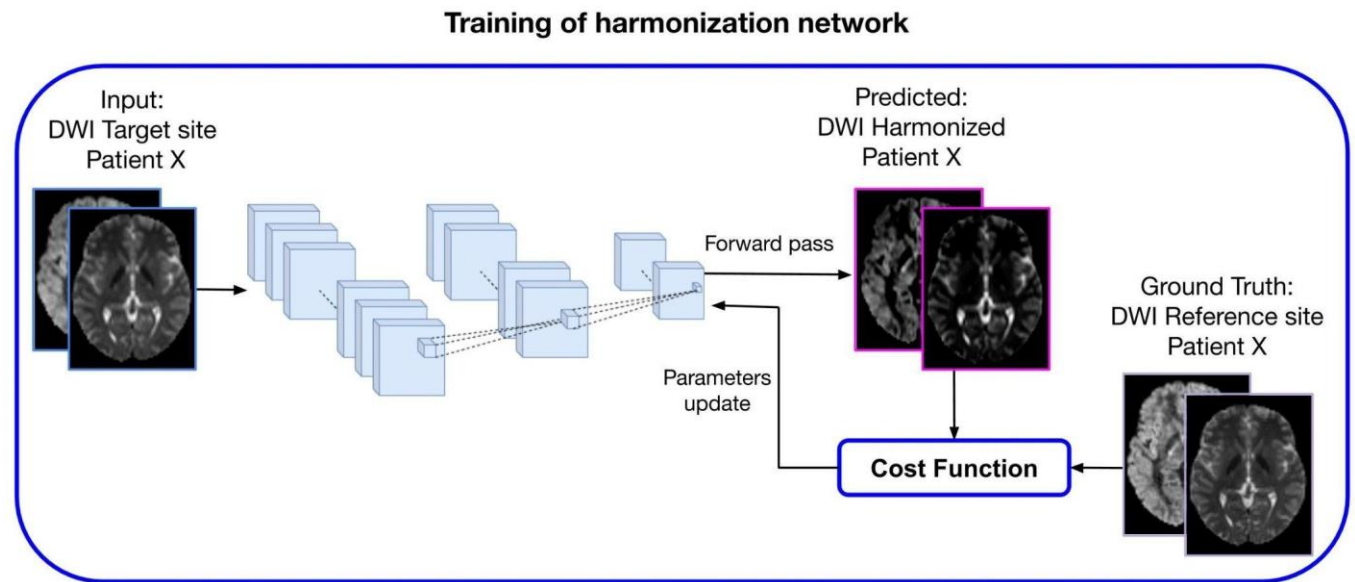 Training of harmonization network
Input:
DWI Target site
Patient X
Predicted:
DWI Harmonized
Patient X
Forward pass
Ground Truth:
DWI Reference site
Patient X
Parameters
update
Cost Function